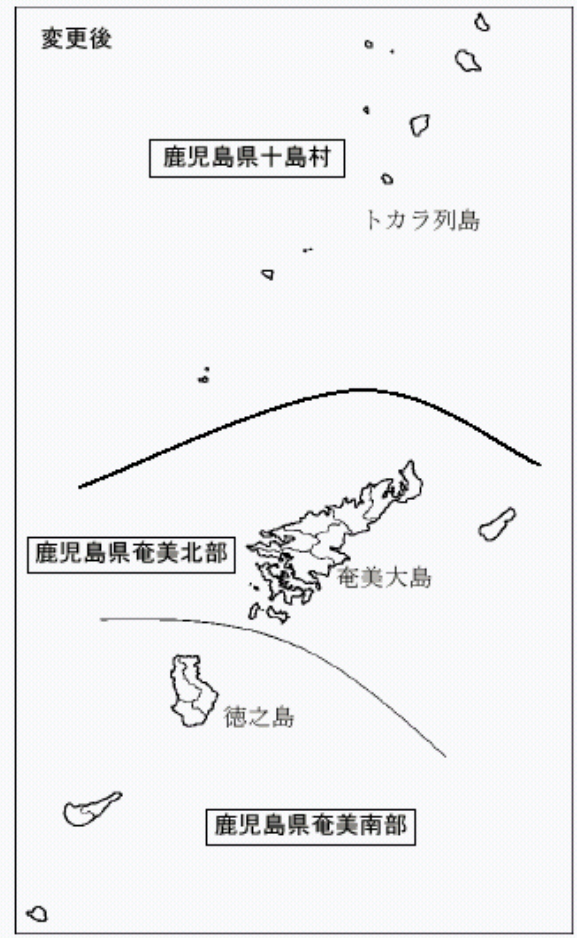 変更後
鹿児島県十島村
トカラ列島
鹿児島県奄美北部
奄美大島
徳之島
鹿児島県奄美南部